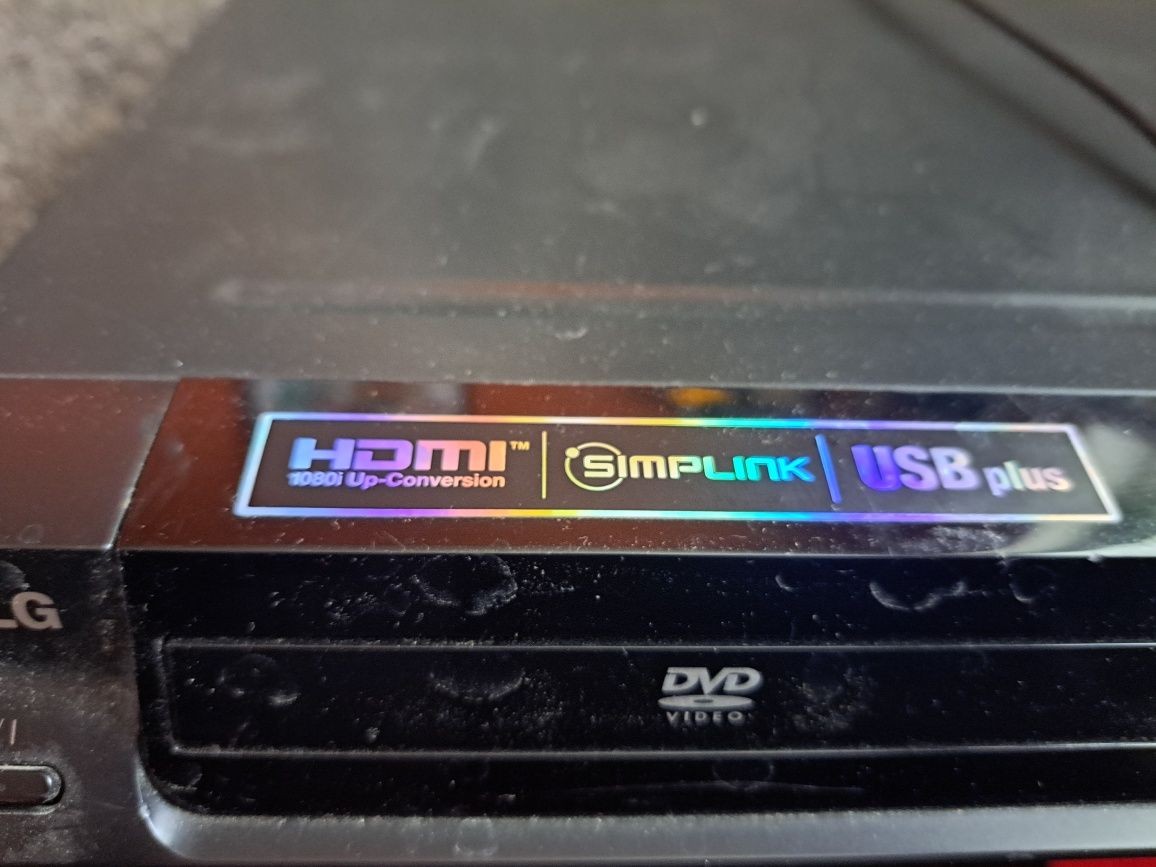 HDMI™
1080i Up-Conversion
SIMPLINK
USB plus
LG
DVD
VIDEO